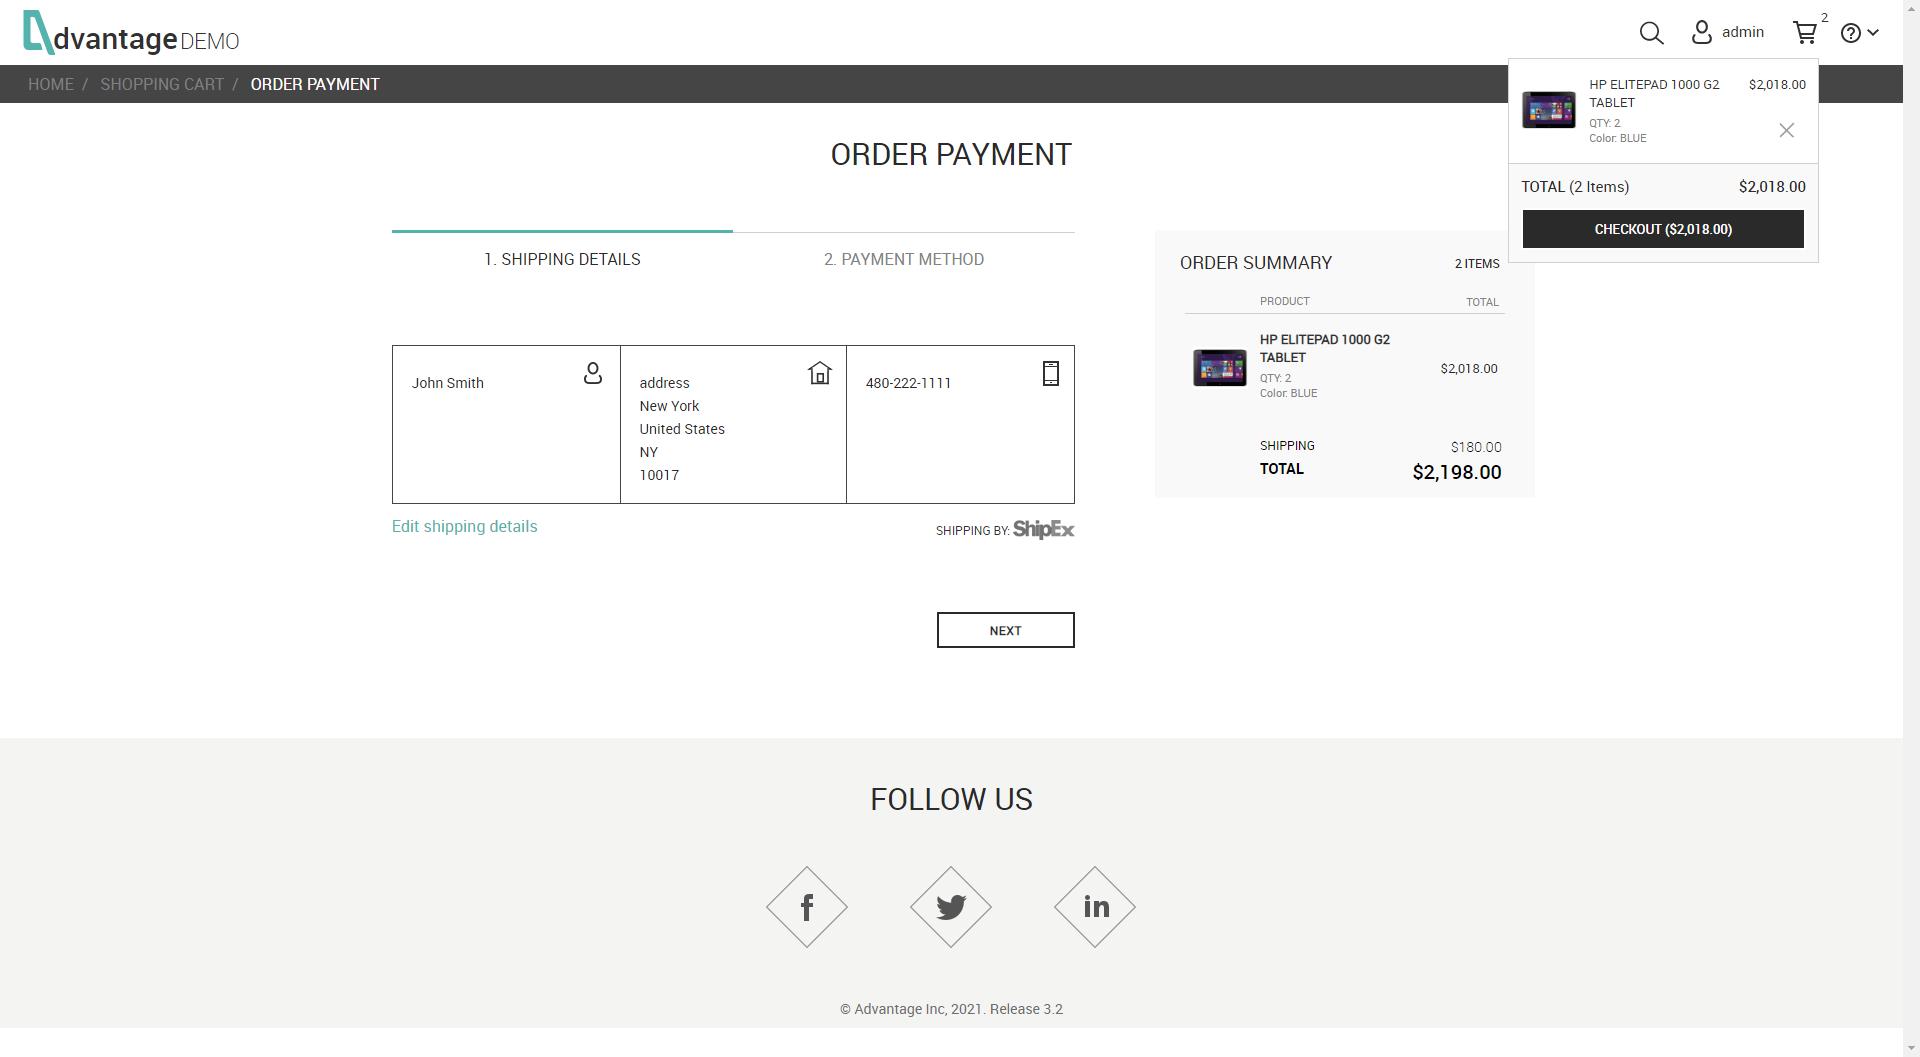 dvantage DEMO
admin
2
HOME / SHOPPING CART / ORDER PAYMENT
HP ELITEPAD 1000 G2 $2,018.00
TABLET
QTY: 2
Color: BLUE
TOTAL (2 Items) $2,018.00
CHECKOUT ($2,018.00)
ORDER PAYMENT
1. SHIPPING DETAILS
2. PAYMENT METHOD
John Smith
address
New York
United States
NY
10017
480-222-1111
Edit shipping details
SHIPPING BY: ShipEx
NEXT
ORDER SUMMARY 2 ITEMS
PRODUCT TOTAL
HP ELITEPAD 1000 G2
TABLET
QTY: 2
Color: BLUE
$2,018.00
SHIPPING $180.00
TOTAL $2,198.00
FOLLOW US
f
in
© Advantage Inc, 2021. Release 3.2